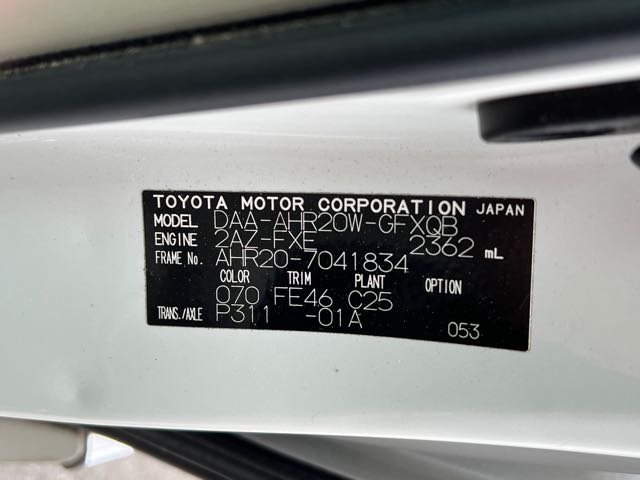 TOYOTA MOTOR CORPORATION JAPAN
MODEL DAA-AHR20W-GFXQB
ENGINE 2AZ-FXE 2362 mL
FRAME No. AHR20-7041834
COLOR TRIM PLANT OPTION
070 FE46 C25
TRANS./AXLE P311 -01A
053